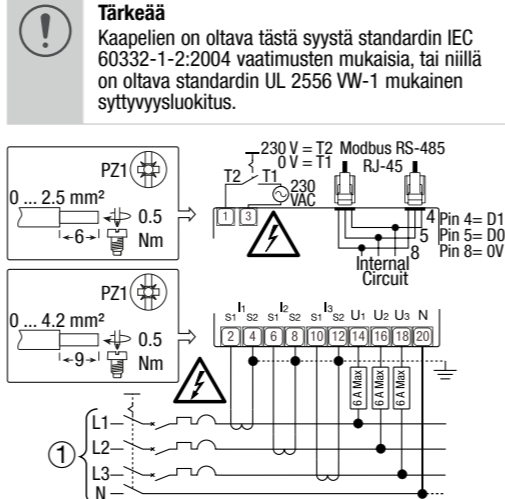 Tärkeää
Kaapelien on oltava tästä syystä standardin IEC
60332-1-2:2004 vaatimusten mukaisia, tai niillä
on oltava standardin UL 2556 VW-1 mukainen
syttyvyysluokitus.
PZ1
0 ... 2.5 mm²
6
0.5
Nm
230 V = T2 Modbus RS-485
0 V = T1 RJ-45
T2 T1
230
VAC
1 3
4 Pin 4= D1
5 Pin 5= D0
8 Pin 8= 0V
Internal
Circuit
PZ1
0 ... 4.2 mm²
9
0.5
Nm
I1 I2 I3
S1 S2 S1 S2 S1 S2 U1 U2 U3 N
2 4 6 8 10 12 14 16 18 20
6 A Max 6 A Max 6 A Max
1
L1
L2
L3
N